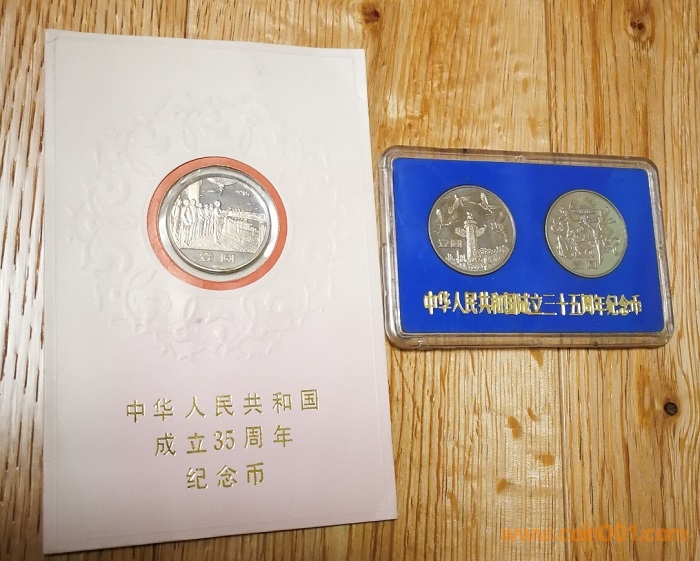 壹圆
中华人民共和国
成立35周年
纪念币
壹圆
中华人民共和国成立三十五周年纪念币
www.coin001.com